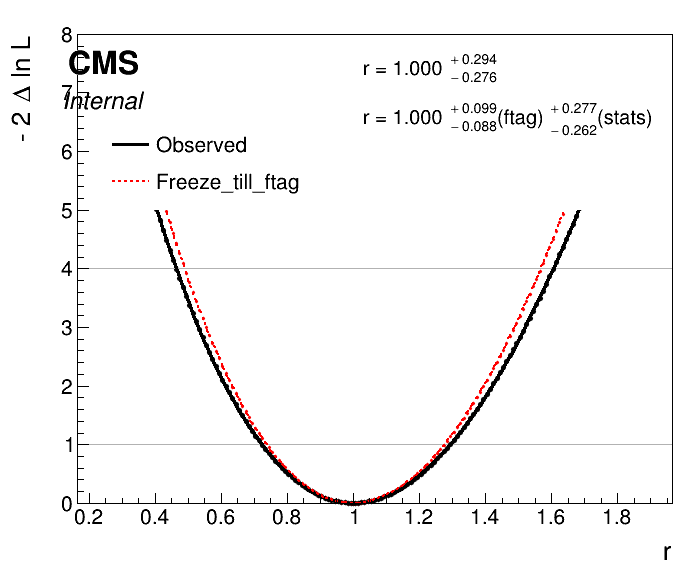 - 2 Δ ln L
8
CMS
7
Internal
r = 1.000 + 0.294 - 0.276
r = 1.000 + 0.099 - 0.088 (ftag) + 0.277 - 0.262 (stats)
Observed
Freeze_till_ftag
6
5
4
3
2
1
0
0.2 0.4 0.6 0.8 1 1.2 1.4 1.6 1.8
r